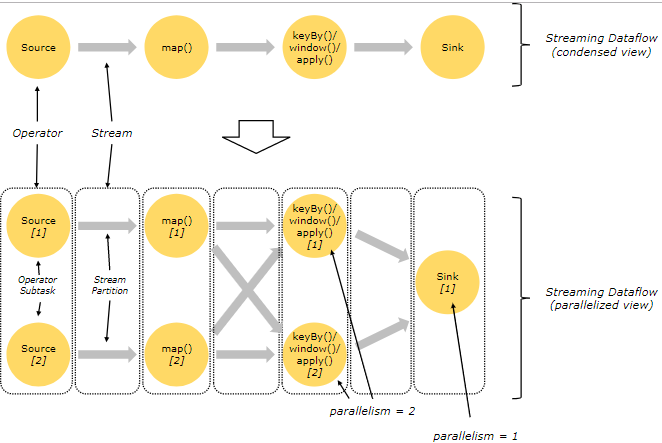 Source
map()
keyBy()/
window()/
apply()
Sink
Streaming Dataflow
(condensed view)
Operator
Stream
Source
[1]
map()
[1]
keyBy()/
window()/
apply()
[1]
Operator
Subtask
Stream
Partition
Sink
[1]
Streaming Dataflow
(parallelized view)
Source
[2]
map()
[2]
keyBy()/
window()/
apply()
[2]
parallelism = 2
parallelism = 1